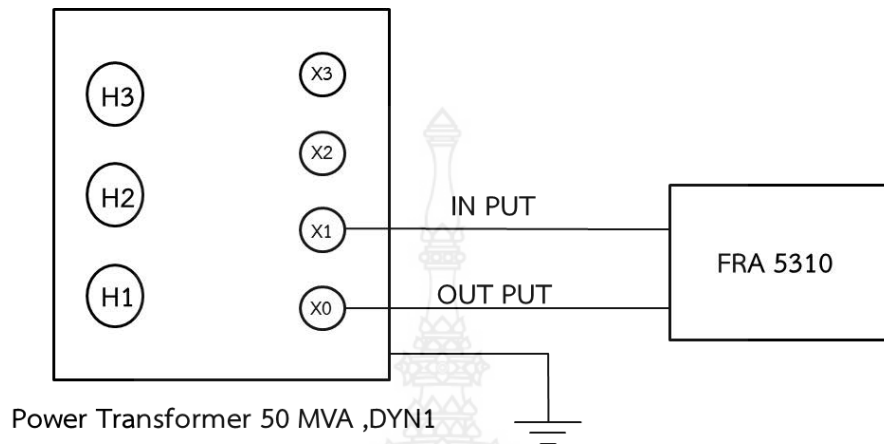 H3
X3
X2
H2
IN PUT
X1
FRA 5310
H1
OUT PUT
X0
Power Transformer 50 MVA ,DYN1